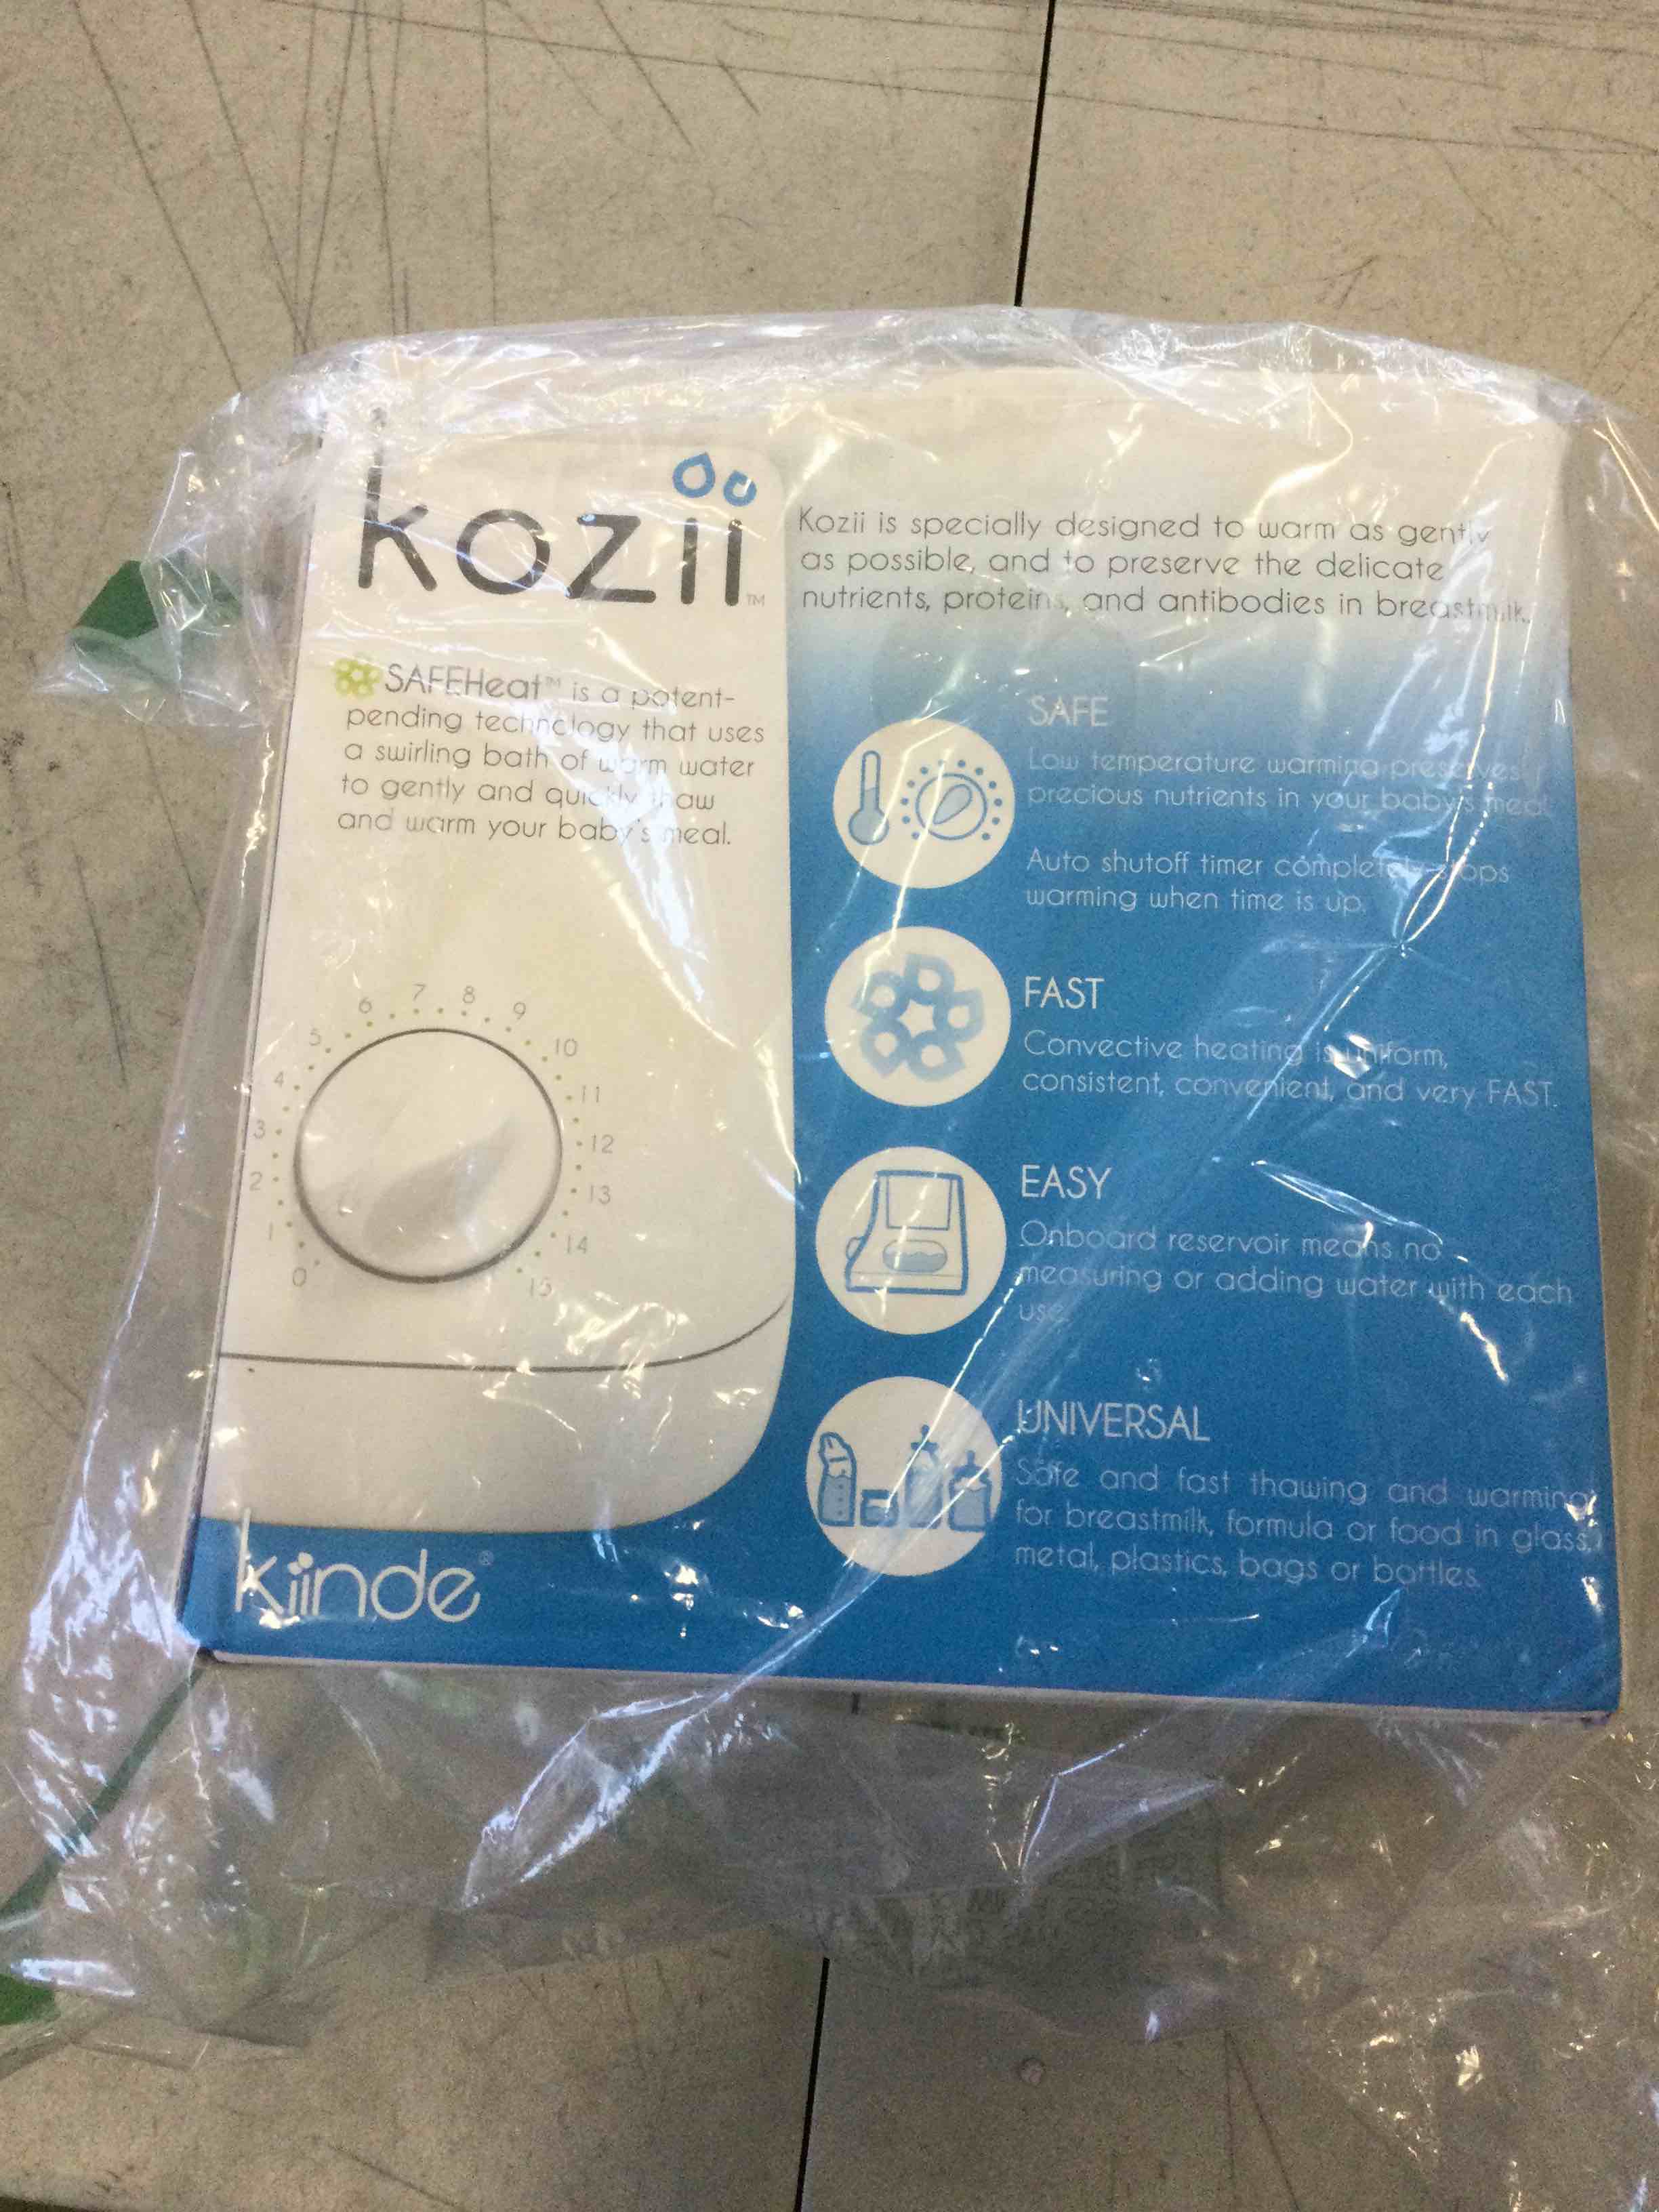 kozii™
SAFEHeat™ is a patent-
pending technology that uses
a swirling bath of warm water
to gently and quickly thaw
and warm your baby's meal.
0
1
2
3
4
5
6
7
8
9
10
11
12
13
14
15
kiinde®
Kozii is specially designed to warm as gently
as possible, and to preserve the delicate
nutrients, proteins, and antibodies in breastmilk.
SAFE
Low temperature warming preserves
precious nutrients in your baby's meal.
Auto shutoff timer completely stops
warming when time is up.
FAST
Convective heating is uniform,
consistent, convenient, and very FAST.
EASY
Onboard reservoir means no
measuring or adding water with each
use.
UNIVERSAL
Safe and fast thawing and warming
for breastmilk, formula or food in glass,
metal, plastics, bags or bottles.